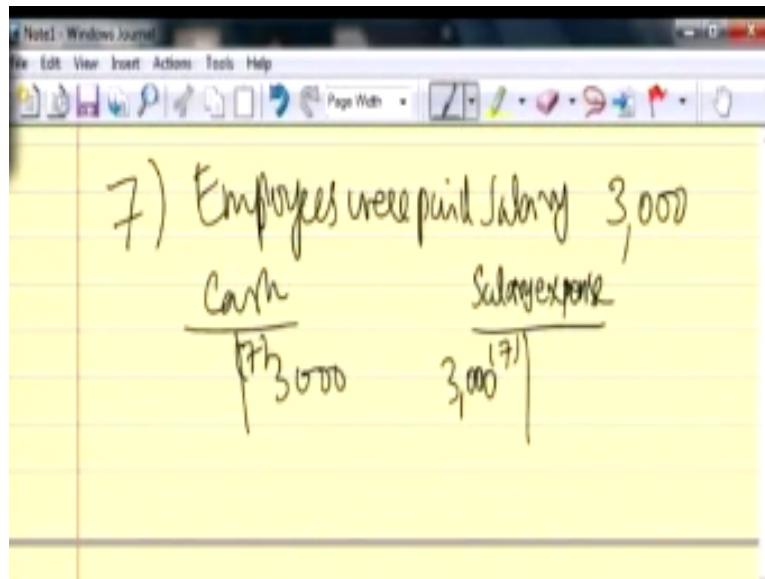 Note1 - Windows Journal
File Edit View Insert Actions Tools Help
Page Width
7) Employees were paid Salary 3,000
Cash Salary expense
(7) 3000 3,000 (7)